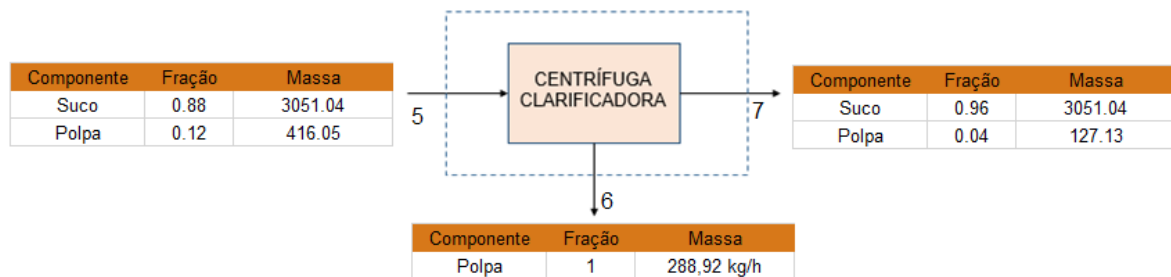 Componente Fração Massa
Suco 0.88 3051.04
Polpa 0.12 416.05
5
CENTRÍFUGA
CLARIFICADORA
7
Componente Fração Massa
Suco 0.96 3051.04
Polpa 0.04 127.13
6
Componente Fração Massa
Polpa 1 288,92 kg/h